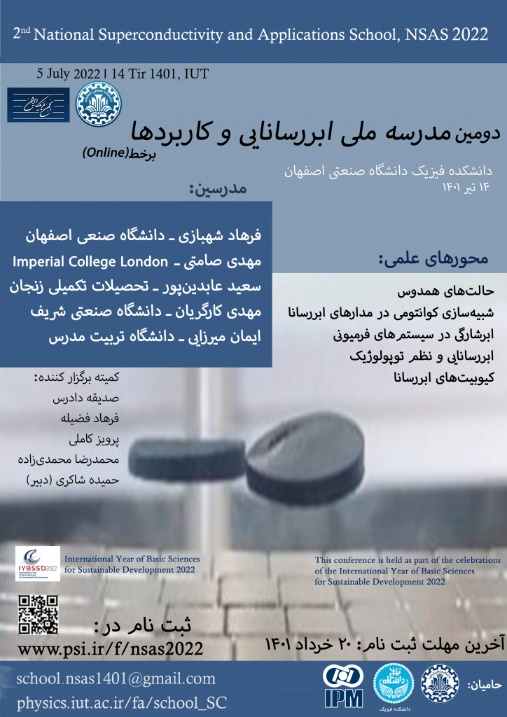 2nd National Superconductivity and Applications School, NSAS 2022
5 July 2022 | 14 Tir 1401, IUT
دومین مدرسه ملی ابررسانایی و کاربردها
برخط(Online)
دانشکده فیزیک دانشگاه صنعتی اصفهان
۱۴ تیر ۱۴۰۱
مدرسین:
فرهاد شهبازی - دانشگاه صنعی اصفهان
مهدی صامتی - Imperial College London
سعید عابدین‌پور - تحصیلات تکمیلی زنجان
مهدی کارگریان - دانشگاه صنعتی شریف
ایمان میرزایی - دانشگاه تربیت مدرس
محورهای علمی:
حالت‌های همدوس
شبیه‌سازی کوانتومی در مدارهای ابررسانا
ابرشارگی در سیستم‌های فرمیونی
ابررسانایی و نظم توپولوژیک
کیوبیت‌های ابررسانا
کمیته برگزار کننده:
صدیقه دادرس
فرهاد فضیله
پرویز کاملی
محمدرضا محمدی‌زاده
حمیده شاکری (دبیر)
IYBSSD2022
International Year of Basic Sciences
for Sustainable Development 2022
This conference is held as part of the celebrations
of the International Year of Basic Sciences
for Sustainable Development 2022
ثبت نام در:
www.psi.ir/f/nsas2022
آخرین مهلت ثبت نام: ۲۰ خرداد ۱۴۰۱
school.nsas1401@gmail.com
physics.iut.ac.ir/fa/school_SC
حامیان:
IPM
دانشکده فیزیک